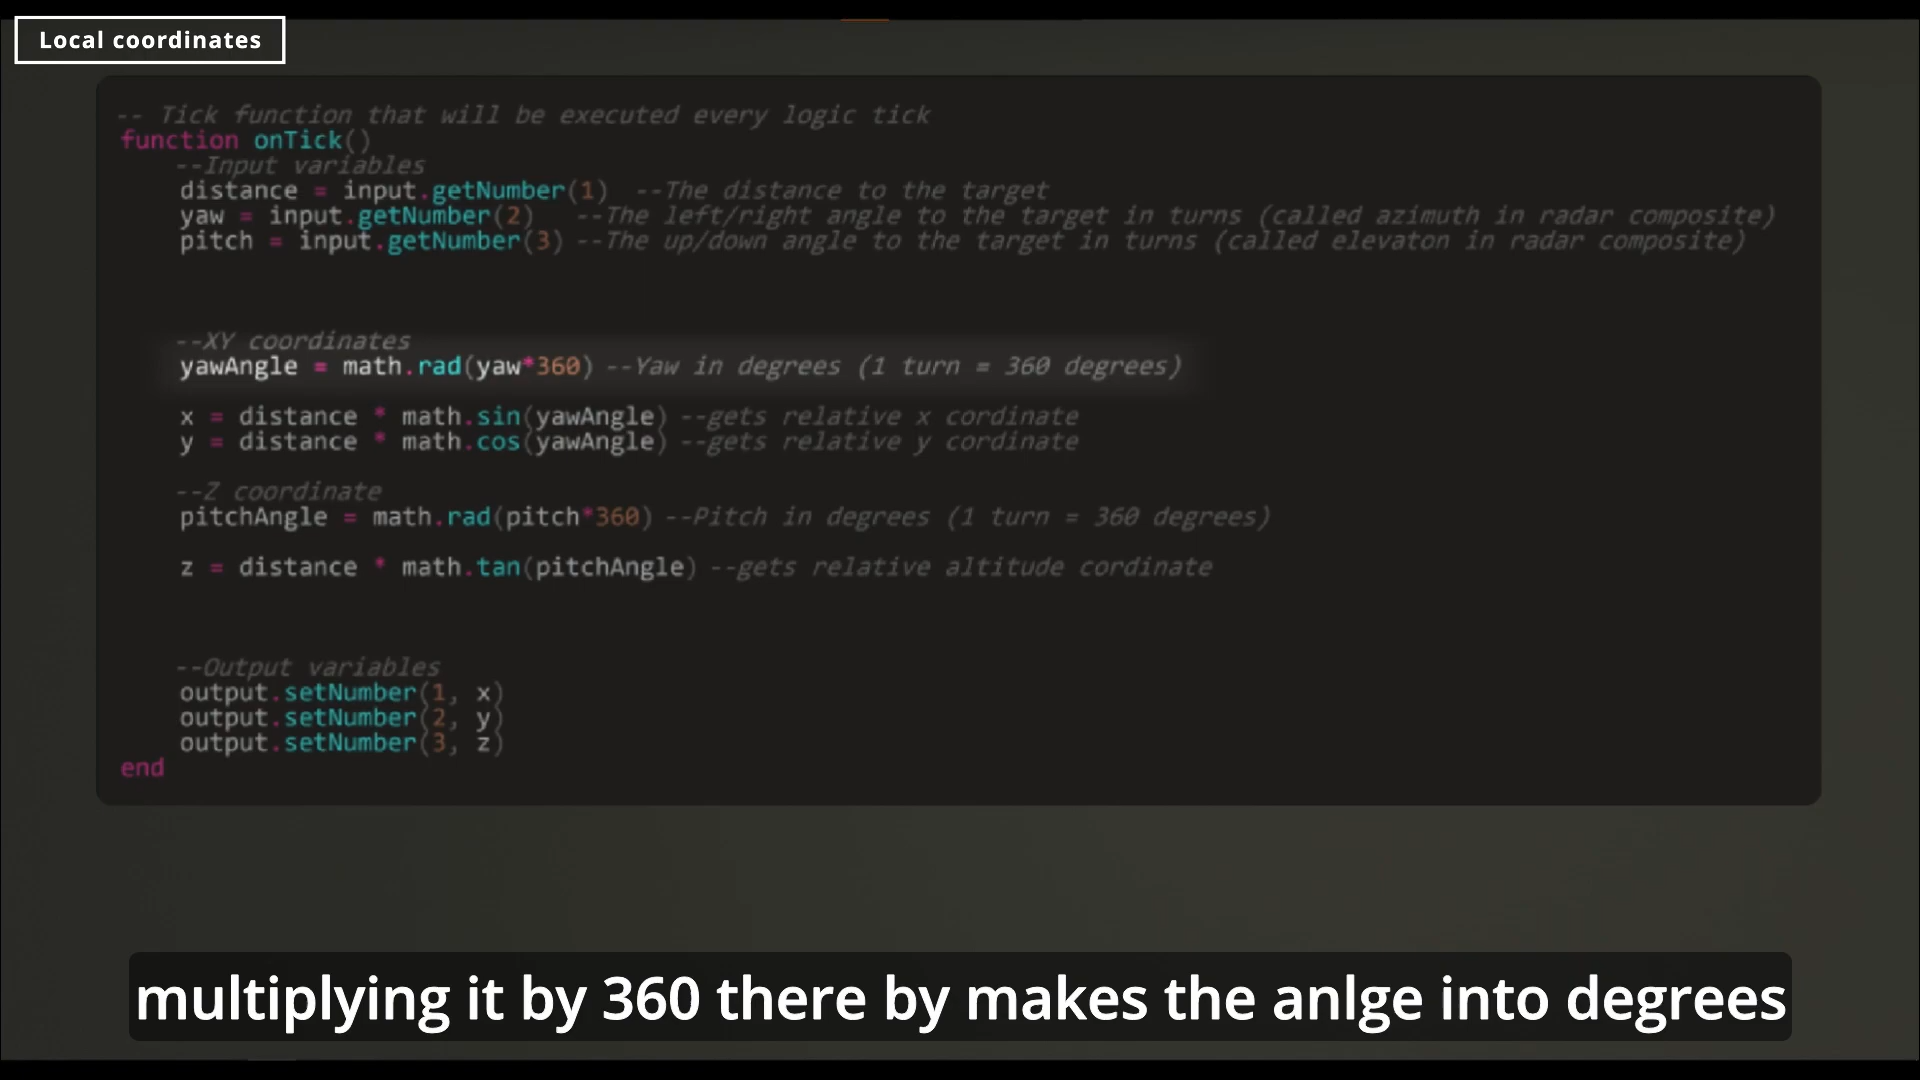 Local coordinates
-- Tick function that will be executed every logic tick
function onTick()
--Input variables
distance = input.getNumber(1) --The distance to the target
yaw = input.getNumber(2) --The left/right angle to the target in turns (called azimuth in radar composite)
pitch = input.getNumber(3) --The up/down angle to the target in turns (called elevaton in radar composite)
--XY coordinates
yawAngle = math.rad(yaw*360) --Yaw in degrees (1 turn = 360 degrees)
x = distance * math.sin(yawAngle) --gets relative x cordinate
y = distance * math.cos(yawAngle) --gets relative y cordinate
--Z coordinate
pitchAngle = math.rad(pitch*360) --Pitch in degrees (1 turn = 360 degrees)
z = distance * math.tan(pitchAngle) --gets relative altitude cordinate
--Output variables
output.setNumber(1, x)
output.setNumber(2, y)
output.setNumber(3, z)
end
multiplying it by 360 there by makes the anlge into degrees